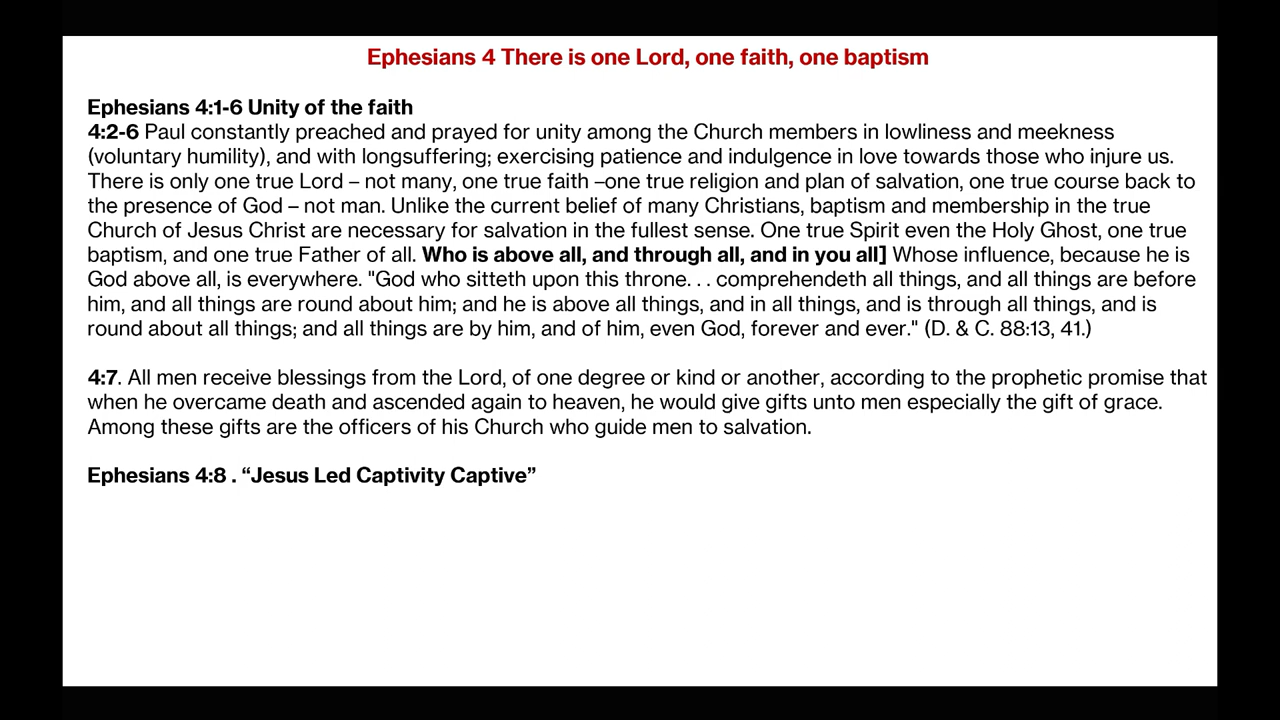 Ephesians 4 There is one Lord, one faith, one baptism
Ephesians 4:1-6 Unity of the faith
4:2-6 Paul constantly preached and prayed for unity among the Church members in lowliness and meekness
(voluntary humility), and with longsuffering; exercising patience and indulgence in love towards those who injure us.
There is only one true Lord – not many, one true faith –one true religion and plan of salvation, one true course back to
the presence of God – not man. Unlike the current belief of many Christians, baptism and membership in the true
Church of Jesus Christ are necessary for salvation in the fullest sense. One true Spirit even the Holy Ghost, one true
baptism, and one true Father of all. Who is above all, and through all, and in you all] Whose influence, because he is
God above all, is everywhere. "God who sitteth upon this throne. . . comprehendeth all things, and all things are before
him, and all things are round about him; and he is above all things, and in all things, and is through all things, and is
round about all things; and all things are by him, and of him, even God, forever and ever." (D. & C. 88:13, 41.)
4:7. All men receive blessings from the Lord, of one degree or kind or another, according to the prophetic promise that
when he overcame death and ascended again to heaven, he would give gifts unto men especially the gift of grace.
Among these gifts are the officers of his Church who guide men to salvation.
Ephesians 4:8 . “Jesus Led Captivity Captive”